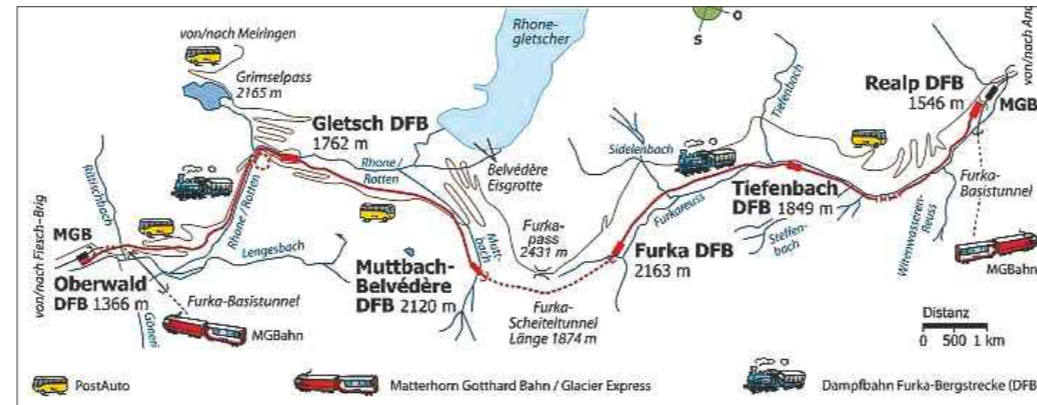 O
S
von/nach Meiringen
Grimselpass
2165 m
Rhone-
gletscher
von/nach And
Realp DFB
1546 m
MGB
Gletsch DFB
1762 m
Tiefenbach
Sidelenbach
Rhone/
Rotten
Belvédère
Eisgrotte
Rätischbach
Rhone/Rotten
Furka-
Basistunnel
Tiefenbach
DFB 1849 m
Furkareuss
MGB
Lengesbach
Mutt-
bach
Furka-
pass
2431 m
Furka DFB
2163 m
Steffen-
bach
Witenwasseren-
Reuss
MGBahn
von/nach Fiesch–Brig
Oberwald
DFB 1366 m
Furka-Basistunnel
Muttbach-
Belvédère
DFB 2120 m
Furka-
Scheiteltunnel
Länge 1874 m
Goneri
MGBahn
Distanz
0 500 1 km
PostAuto
Matterhorn Gotthard Bahn / Glacier Express
Dampfbahn Furka-Bergstrecke (DFB